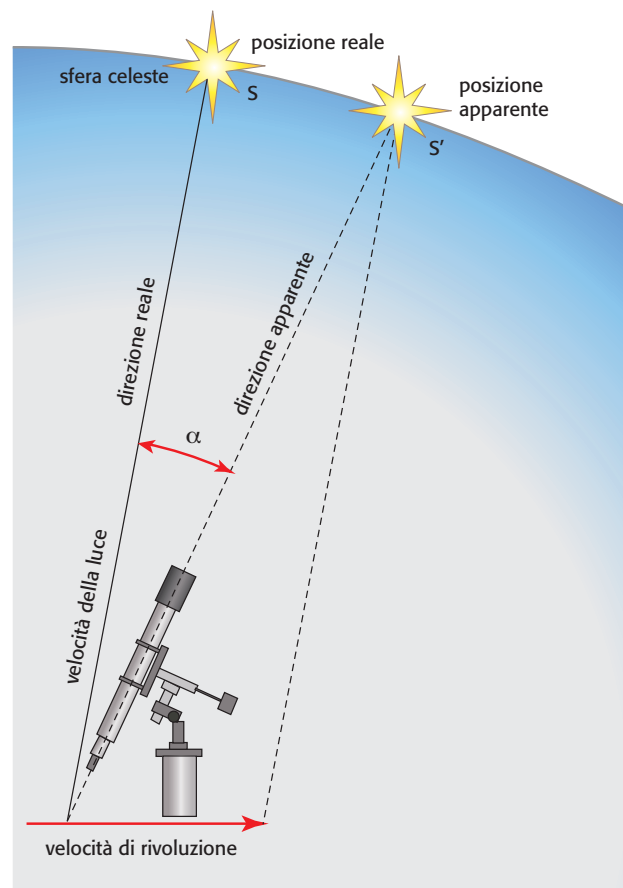 posizione reale
sfera celeste
S
posizione
apparente
S'
direzione reale
direzione apparente
α
velocità della luce
velocità di rivoluzione